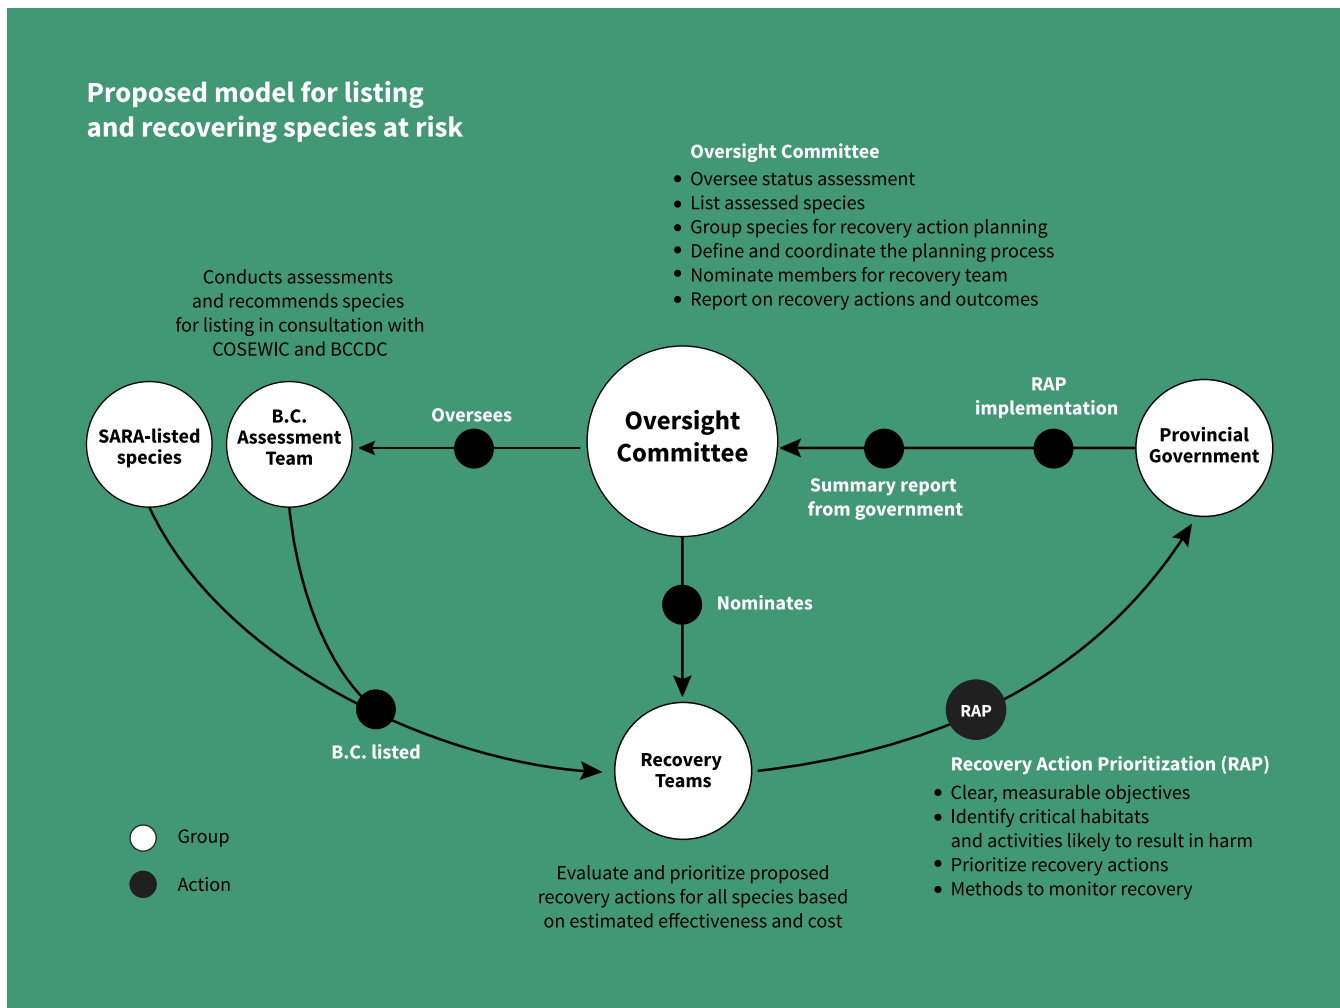 Proposed model for listing
and recovering species at risk
Oversight Committee
• Oversee status assessment
• List assessed species
• Group species for recovery action planning
• Define and coordinate the planning process
• Nominate members for recovery team
• Report on recovery actions and outcomes
Conducts assessments
and recommends species
for listing in consultation with
COSEWIC and BCCDC
SARA-listed
species
B.C.
Assessment
Team
Oversees
Oversight
Committee
RAP
implementation
Summary report
from government
Provincial
Government
Nominates
B.C. listed
Recovery
Teams
RAP
Recovery Action Prioritization (RAP)
• Clear, measurable objectives
• Identify critical habitats
and activities likely to result in harm
• Prioritize recovery actions
• Methods to monitor recovery
Group
Action
Evaluate and prioritize proposed
recovery actions for all species based
on estimated effectiveness and cost